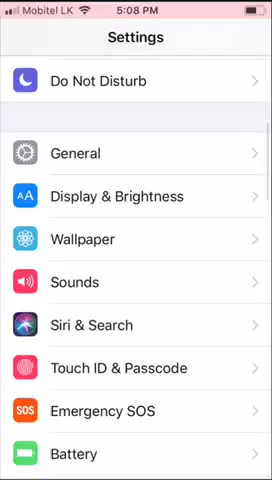 Mobitel LK 5:08 PM
Settings
Do Not Disturb
General
AA Display & Brightness
Wallpaper
Sounds
Siri & Search
Touch ID & Passcode
SOS Emergency SOS
Battery